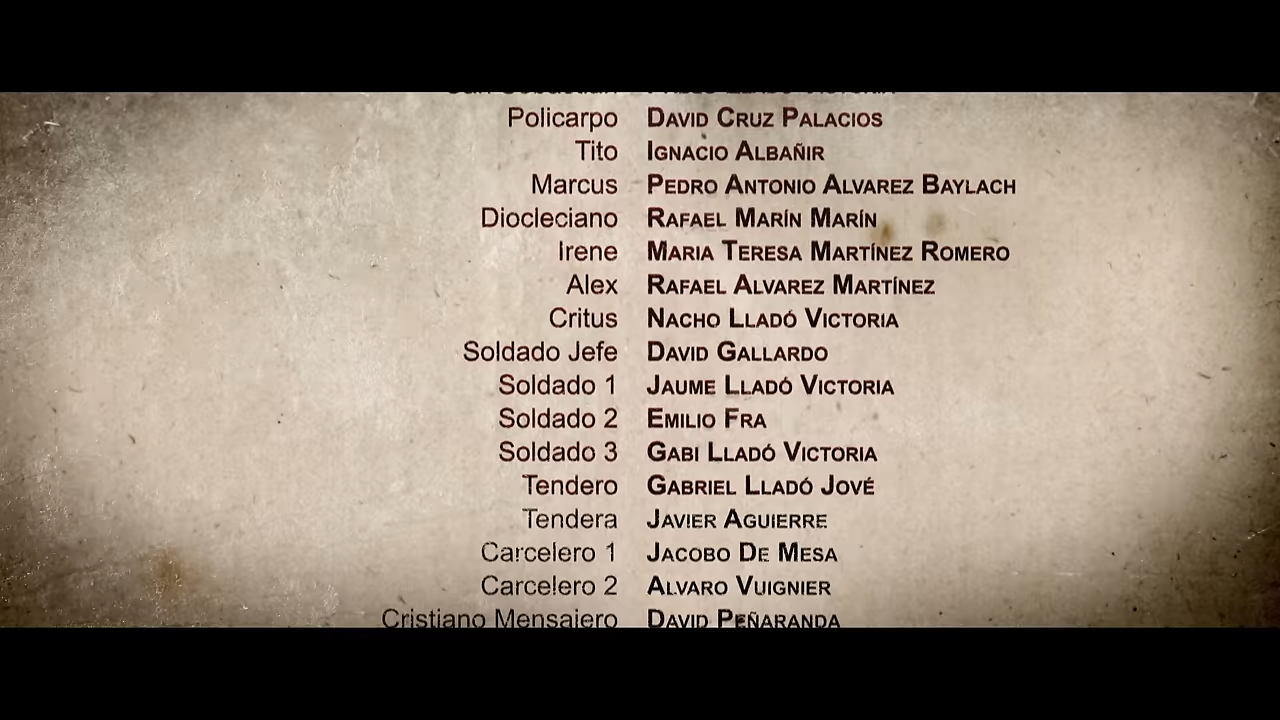 Policarpo David Cruz Palacios
Tito Ignacio Albañir
Marcus Pedro Antonio Alvarez Baylach
Diocleciano Rafael Marín Marín
Irene Maria Teresa Martínez Romero
Alex Rafael Alvarez Martínez
Critus Nacho Lladó Victoria
Soldado Jefe David Gallardo
Soldado 1 Jaume Lladó Victoria
Soldado 2 Emilio Fra
Soldado 3 Gabi Lladó Victoria
Tendero Gabriel Lladó Jové
Tendera Javier Aguierre
Carcelero 1 Jacobo De Mesa
Carcelero 2 Alvaro Vuignier
Cristiano Mensajero David Peñaranda